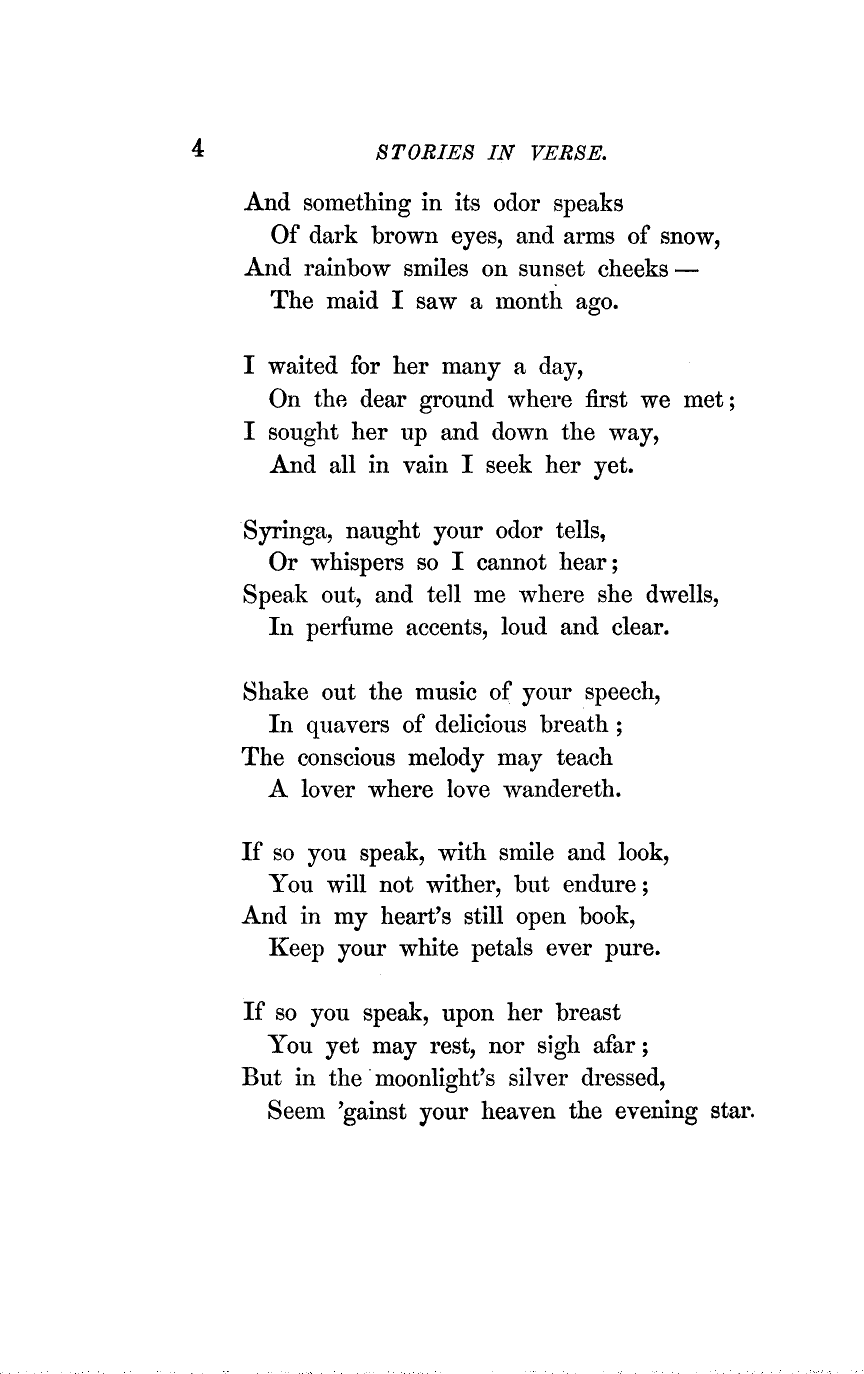 4 STORIES IN VERSE.
And something in its odor speaks
Of dark brown eyes, and arms of snow,
And rainbow smiles on sunset cheeks —
The maid I saw a month ago.
I waited for her many a day,
On the dear ground where first we met;
I sought her up and down the way,
And all in vain I seek her yet.
Syringa, naught your odor tells,
Or whispers so I cannot hear;
Speak out, and tell me where she dwells,
In perfume accents, loud and clear.
Shake out the music of your speech,
In quavers of delicious breath;
The conscious melody may teach
A lover where love wandereth.
If so you speak, with smile and look,
You will not wither, but endure;
And in my heart's still open book,
Keep your white petals ever pure.
If so you speak, upon her breast
You yet may rest, nor sigh afar;
But in the moonlight's silver dressed,
Seem 'gainst your heaven the evening star.